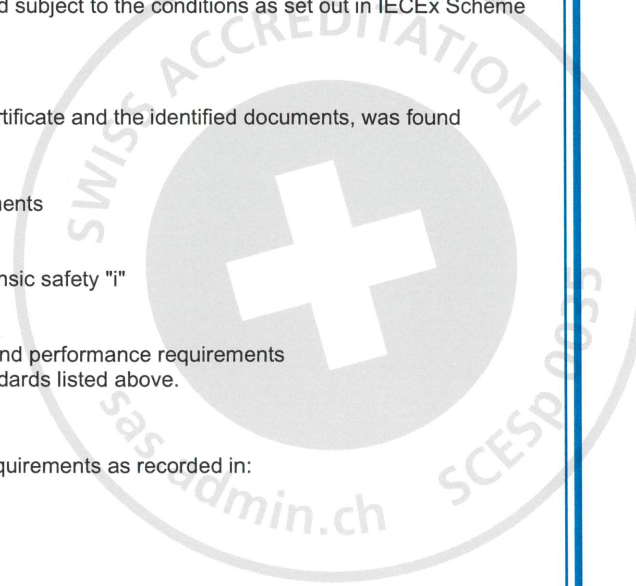 d subject to the conditions as set out in IECEx Scheme
rtificate and the identified documents, was found
ments
nsic safety "i"
nd performance requirements
dards listed above.
quirements as recorded in:
SWISS ACCREDITATION
sas.admin.ch
SCESp 0035